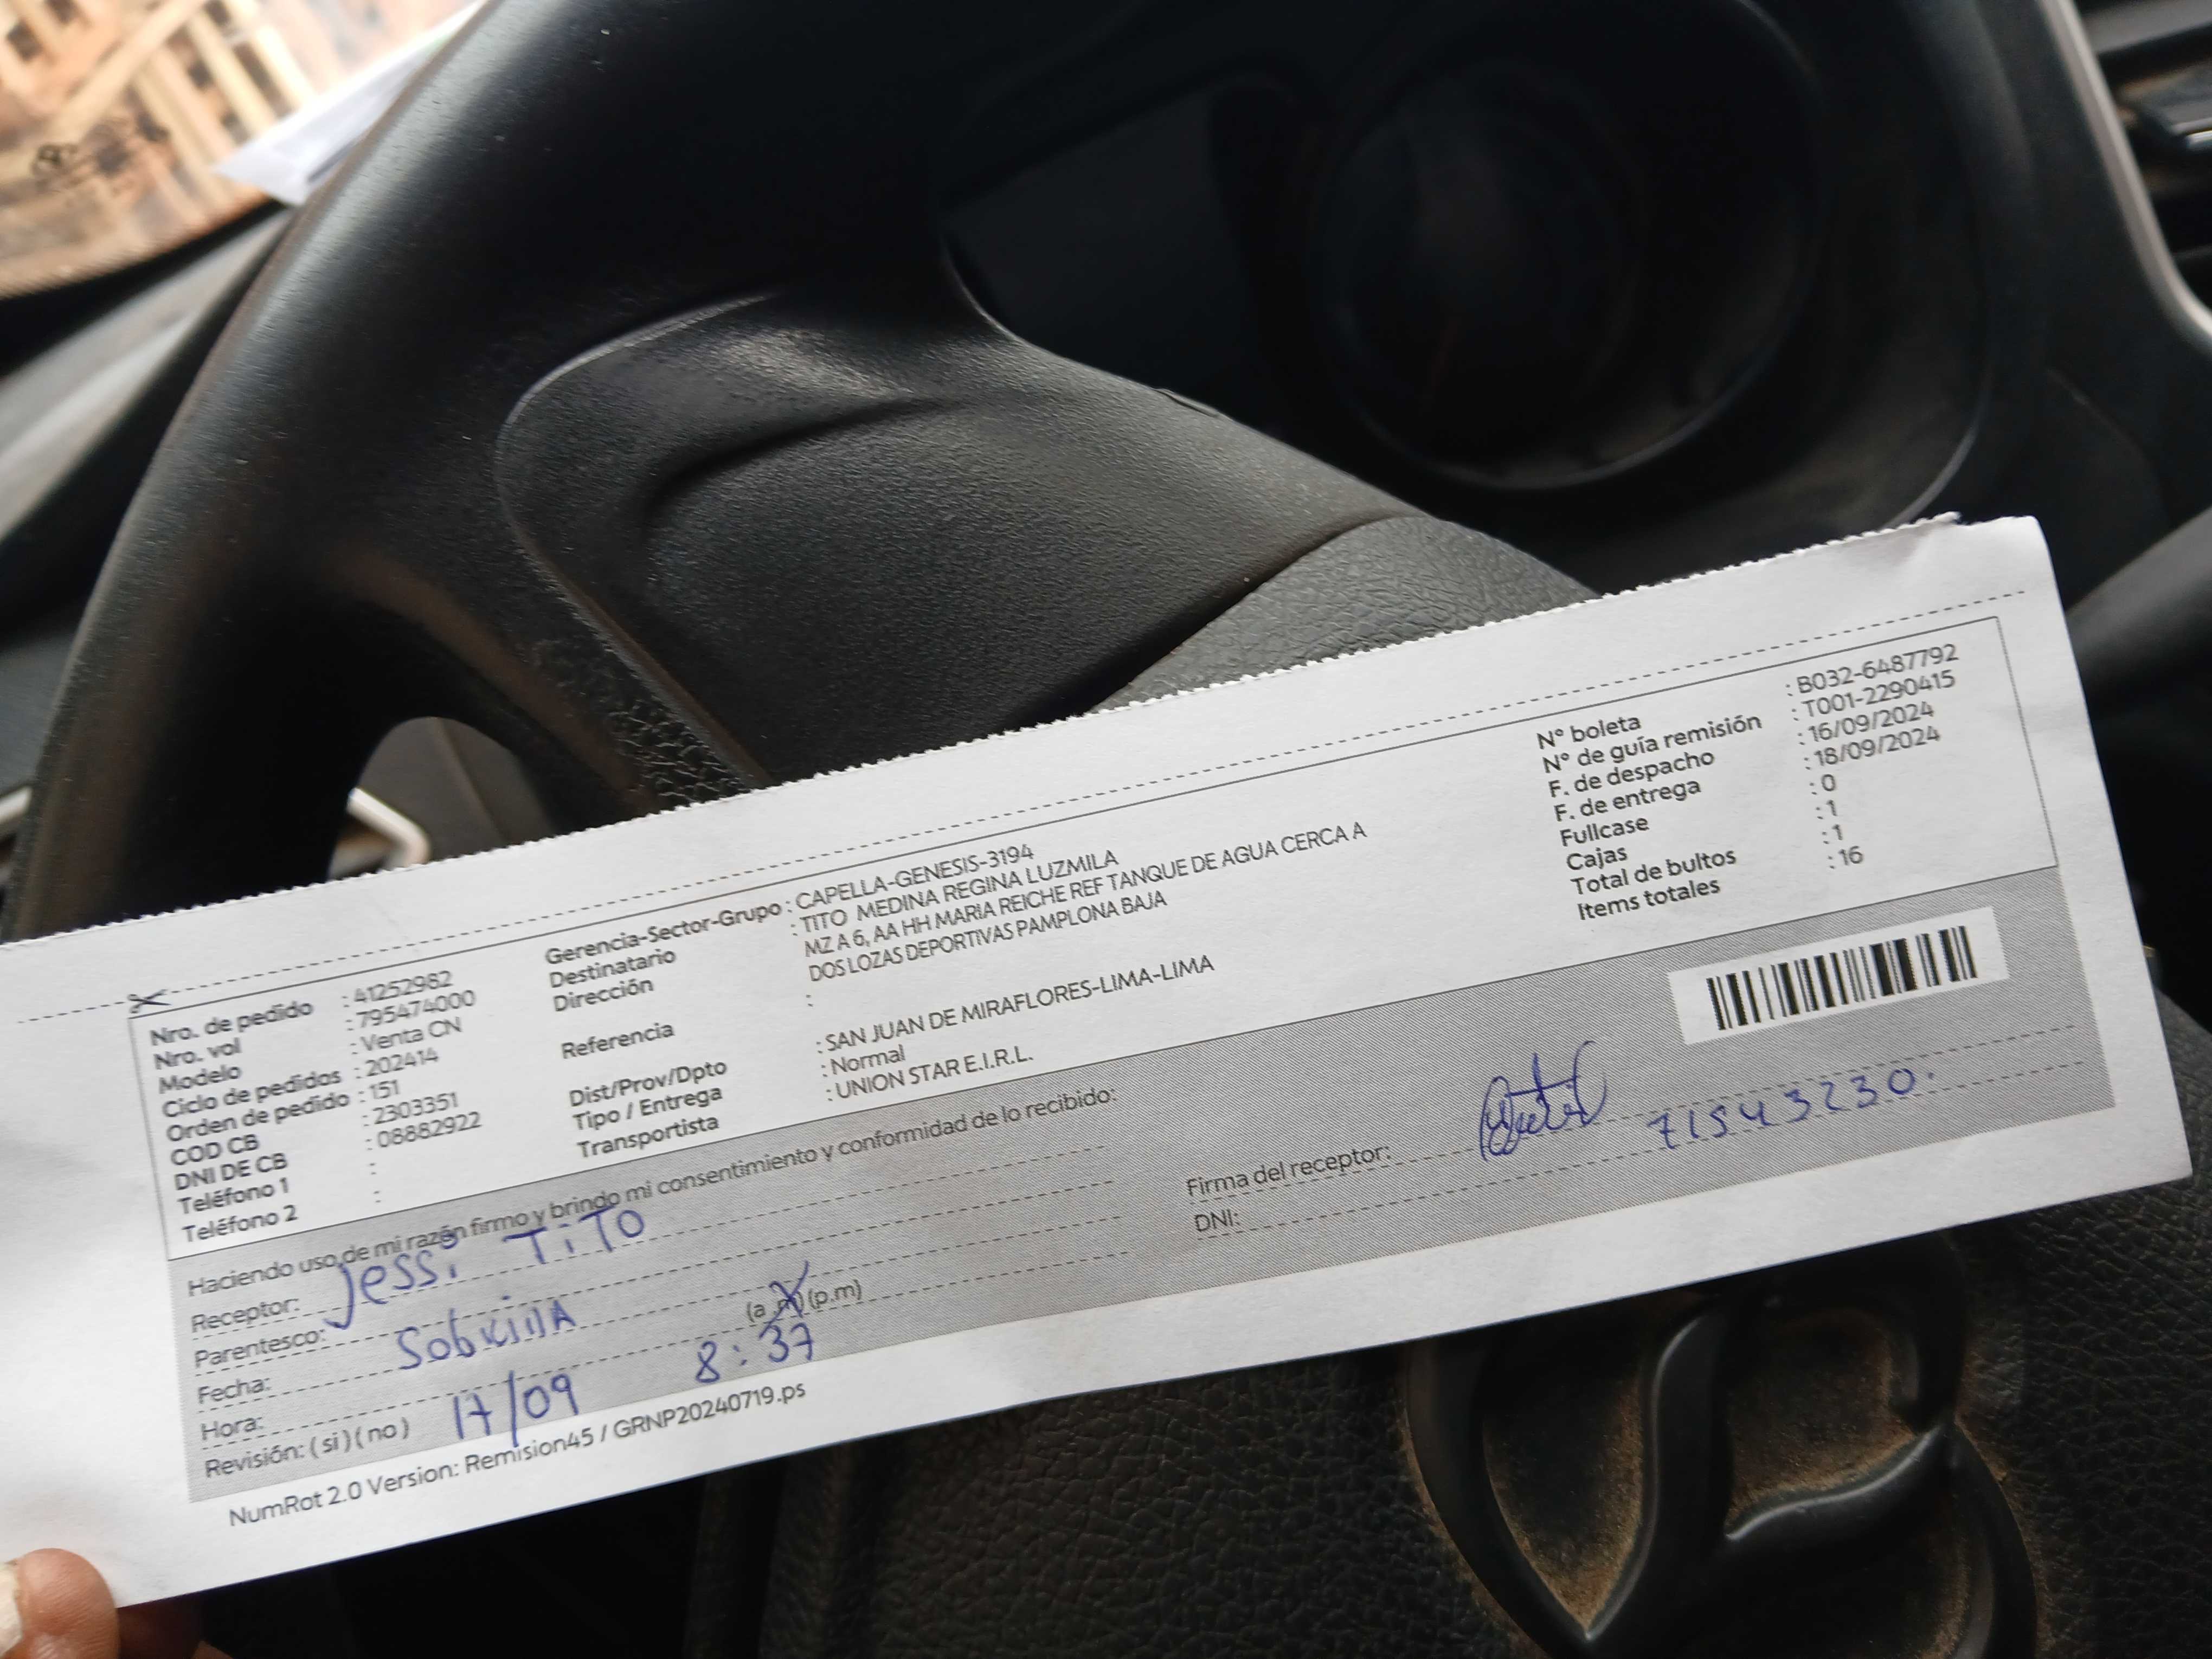 Nro. de pedido : 41252982
Nro. vol : 795474000
Modelo : Venta CN
Ciclo de pedidos : 202414
Orden de pedido : 151
COD CB : 2303351
DNI DE CB : 08882922
Teléfono 1 :
Teléfono 2 :
Gerencia-Sector-Grupo : CAPELLA-GENESIS-3194
Destinatario : TITO MEDINA REGINA LUZMILA
Dirección MZ A 6, AA HH MARIA REICHE REF TANQUE DE AGUA CERCA A
DOS LOZAS DEPORTIVAS PAMPLONA BAJA
Referencia :
Dist/Prov/Dpto : SAN JUAN DE MIRAFLORES-LIMA-LIMA
Tipo / Entrega : Normal
Transportista : UNION STAR E.I.R.L.
N° boleta : B032-6487792
N° de guía remisión : T001-2290415
F. de despacho : 16/09/2024
F. de entrega : 18/09/2024
Fullcase : 0
Cajas : 1
Total de bultos : 1
Items totales : 16
Haciendo uso de mi razón firmo y brindo mi consentimiento y conformidad de lo recibido:
Receptor: Jessi TiTO
Parentesco: Sobrina
Fecha:
Hora: (a.m) (p.m)
Revisión: ( si ) ( no ) 17/09 8:37
Firma del receptor:
DNI: 71543230.
NumRot 2.0 Version: Remision45 / GRNP20240719.ps